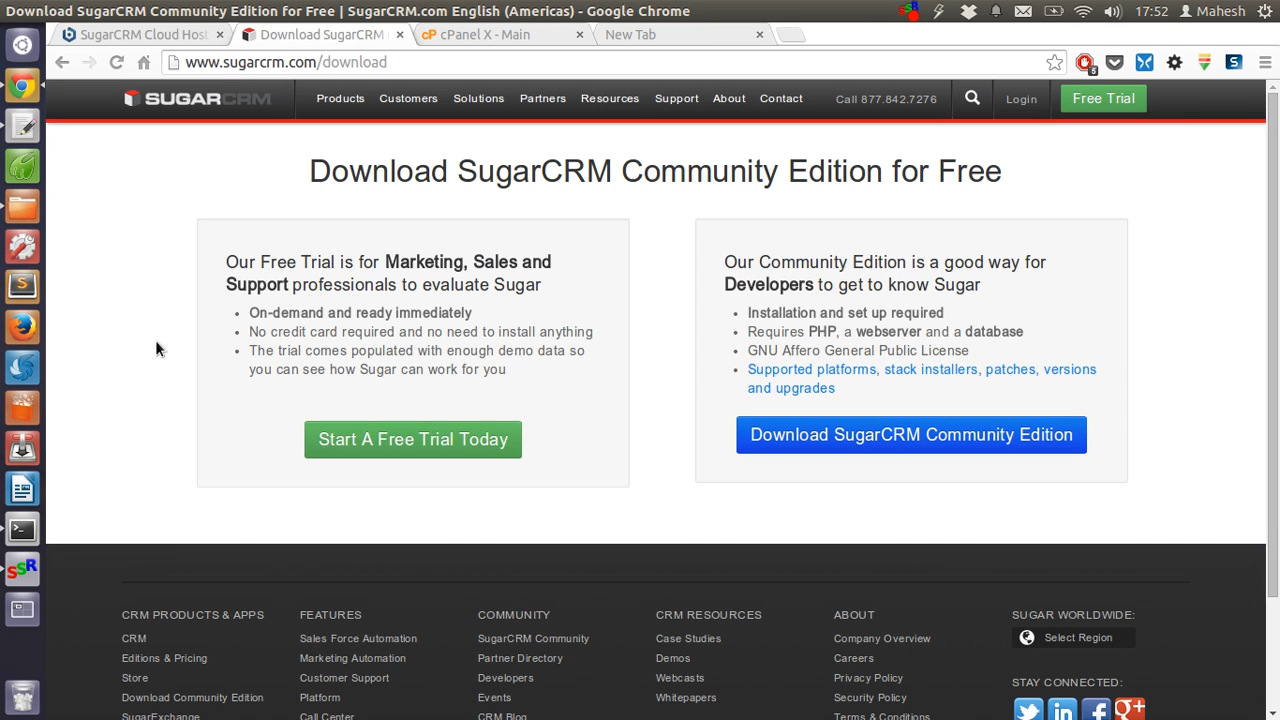 Download SugarCRM Community Edition for Free | SugarCRM.com English (Americas) - Google Chrome
17:52 Mahesh
SugarCRM Cloud Host
Download SugarCRM
cPanel X - Main
New Tab
www.sugarcrm.com/download
SUGARCRM
Products Customers Solutions Partners Resources Support About Contact
Call 877.842.7276
Login
Free Trial
Download SugarCRM Community Edition for Free
Our Free Trial is for Marketing, Sales and
Support professionals to evaluate Sugar
• On-demand and ready immediately
• No credit card required and no need to install anything
• The trial comes populated with enough demo data so
you can see how Sugar can work for you
Start A Free Trial Today
Our Community Edition is a good way for
Developers to get to know Sugar
• Installation and set up required
• Requires PHP, a webserver and a database
• GNU Affero General Public License
• Supported platforms, stack installers, patches, versions
and upgrades
Download SugarCRM Community Edition
CRM PRODUCTS & APPS
CRM
Editions & Pricing
Store
Download Community Edition
SugarExchange
FEATURES
Sales Force Automation
Marketing Automation
Customer Support
Platform
Call Center
COMMUNITY
SugarCRM Community
Partner Directory
Developers
Events
CRM Blog
CRM RESOURCES
Case Studies
Demos
Webcasts
Whitepapers
ABOUT
Company Overview
Careers
Privacy Policy
Security Policy
Terms & Conditions
SUGAR WORLDWIDE:
Select Region
STAY CONNECTED: